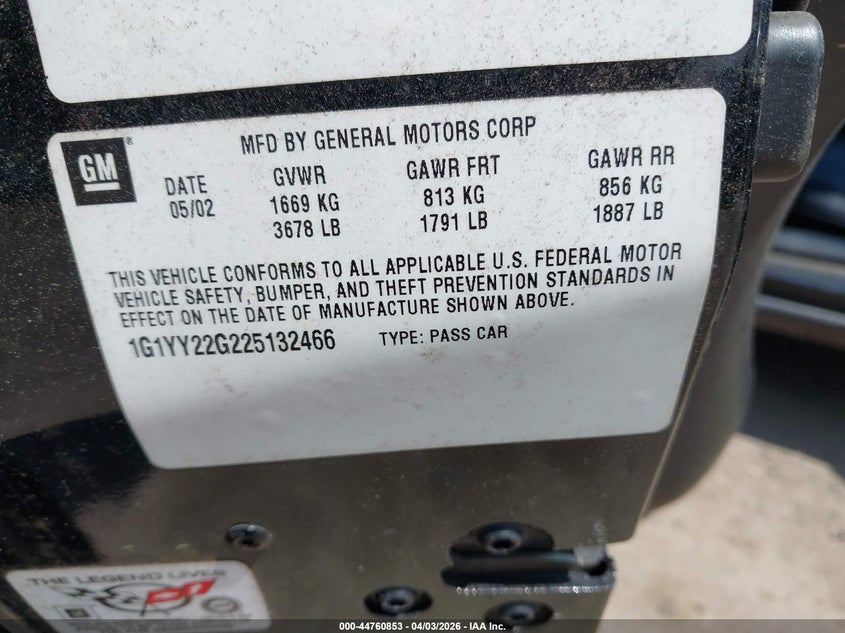 MFD BY GENERAL MOTORS CORP
GM
DATE GVWR GAWR FRT GAWR RR
05/02 1669 KG 813 KG 856 KG
3678 LB 1791 LB 1887 LB
THIS VEHICLE CONFORMS TO ALL APPLICABLE U.S. FEDERAL MOTOR
VEHICLE SAFETY, BUMPER, AND THEFT PREVENTION STANDARDS IN
EFFECT ON THE DATE OF MANUFACTURE SHOWN ABOVE.
1G1YY22G225132466 TYPE: PASS CAR
THE LEGEND LIVES
000-44760853 - 04/03/2026 - IAA Inc.